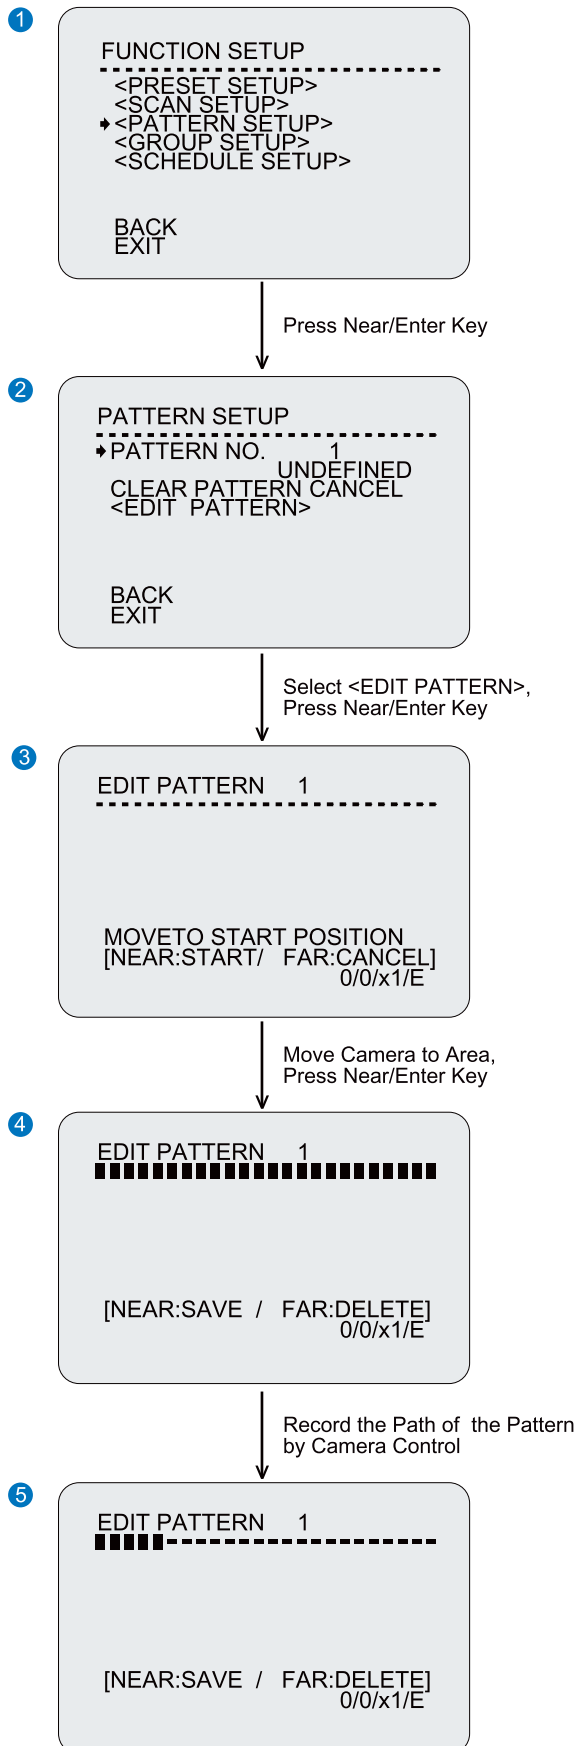 1
FUNCTION SETUP
<PRESET SETUP>
<SCAN SETUP>
<PATTERN SETUP>
<GROUP SETUP>
<SCHEDULE SETUP>
BACK
EXIT
Press Near/Enter Key
2
PATTERN SETUP
PATTERN NO. 1
UNDEFINED
CLEAR PATTERN CANCEL
<EDIT PATTERN>
BACK
EXIT
Select <EDIT PATTERN>,
Press Near/Enter Key
3
EDIT PATTERN 1
MOVETO START POSITION
[NEAR:START/ FAR:CANCEL]
0/0/x1/E
Move Camera to Area,
Press Near/Enter Key
4
EDIT PATTERN 1
[NEAR:SAVE / FAR:DELETE]
0/0/x1/E
Record the Path of the Pattern
by Camera Control
5
EDIT PATTERN 1
[NEAR:SAVE / FAR:DELETE]
0/0/x1/E